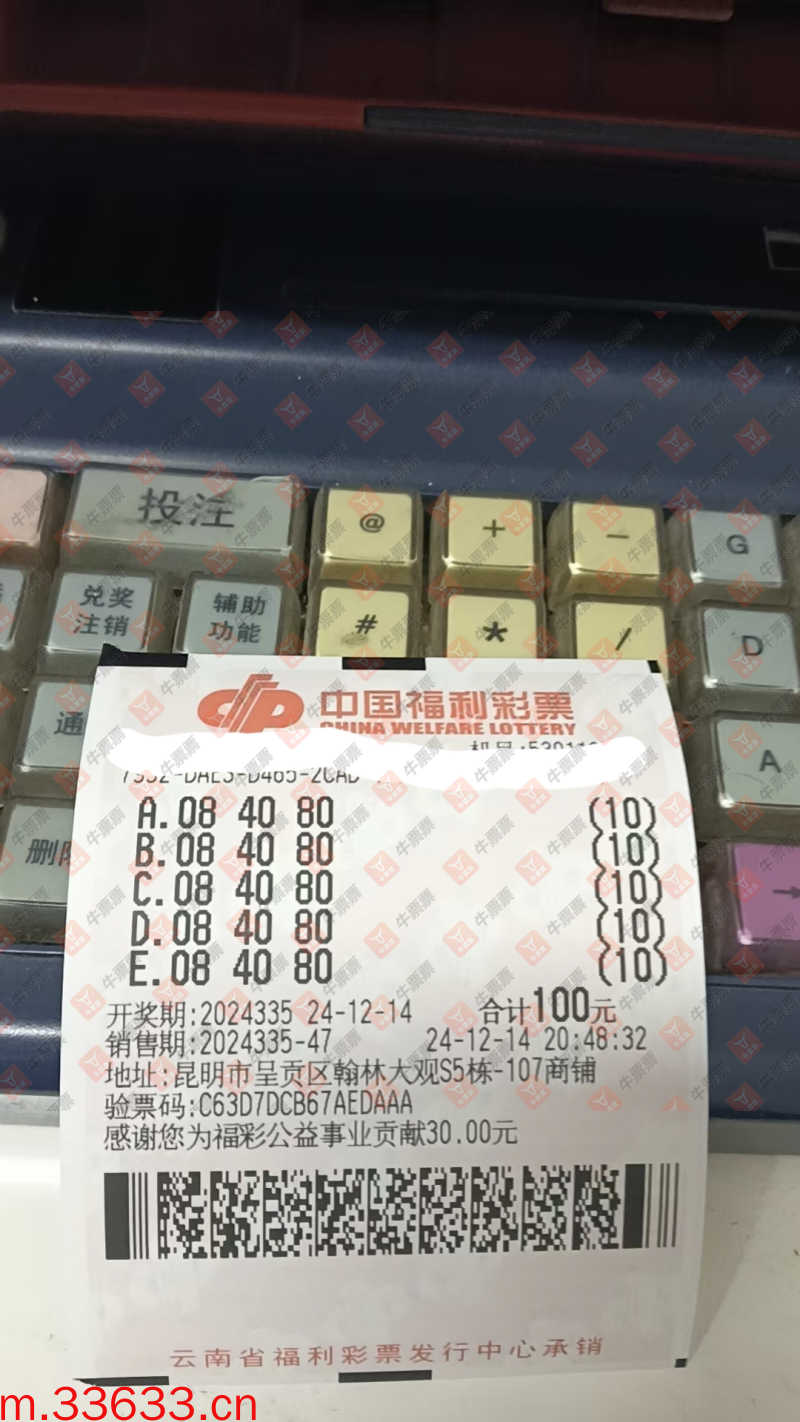 投注
@
+
-
G
兑奖
注销
辅助
功能
#
*
/
D
通
A
删除
→
中国福利彩票
CHINA WELFARE LOTTERY
A.08 40 80 (10)
B.08 40 80 (10)
C.08 40 80 (10)
D.08 40 80 (10)
E.08 40 80 (10)
开奖期:2024335 24-12-14 合计100元
销售期:2024335-47 24-12-14 20:48:32
地址:昆明市呈贡区翰林大观S5栋-107商铺
验票码:C63D7DCB67AEDAAA
感谢您为福彩公益事业贡献30.00元
云南省福利彩票发行中心承销
m.33633.cn
牛票票